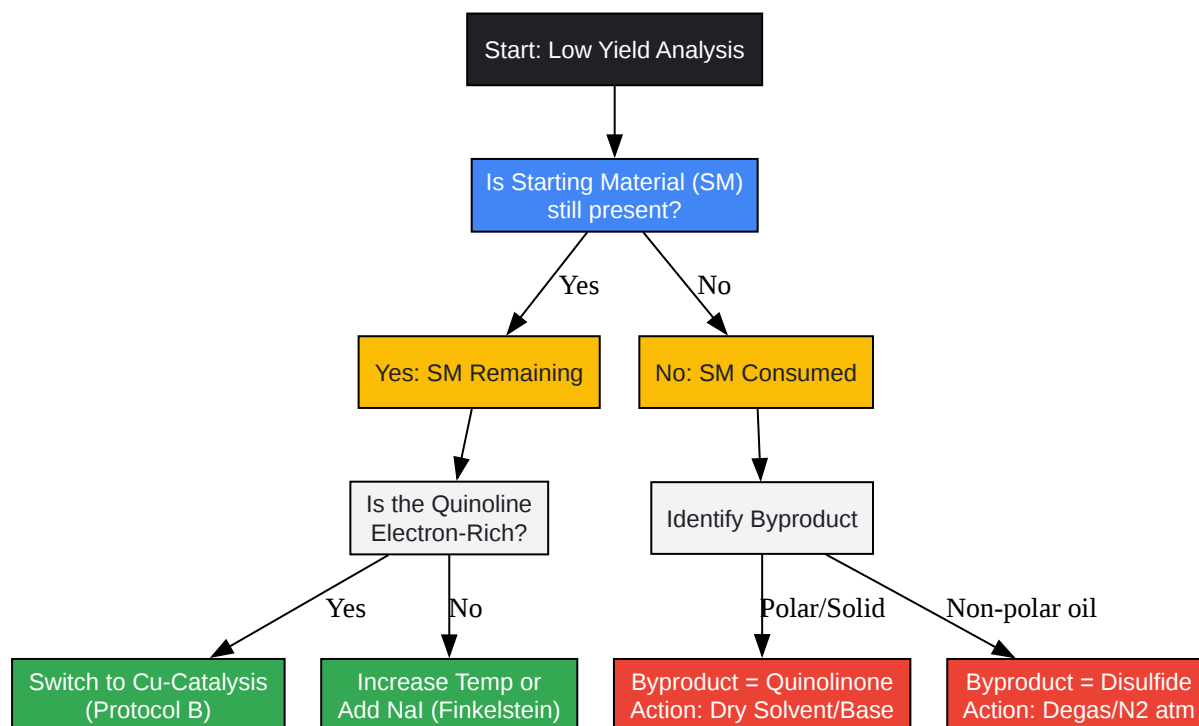 Start: Low Yield Analysis
Is Starting Material (SM)
still present?
Yes
No
Yes: SM Remaining
No: SM Consumed
Is the Quinoline
Electron-Rich?
Identify Byproduct
Yes
No
Polar/Solid
Non-polar oil
Switch to Cu-Catalysis
(Protocol B)
Increase Temp or
Add NaI (Finkelstein)
Byproduct = Quinolinone
Action: Dry Solvent/Base
Byproduct = Disulfide
Action: Degas/N2 atm